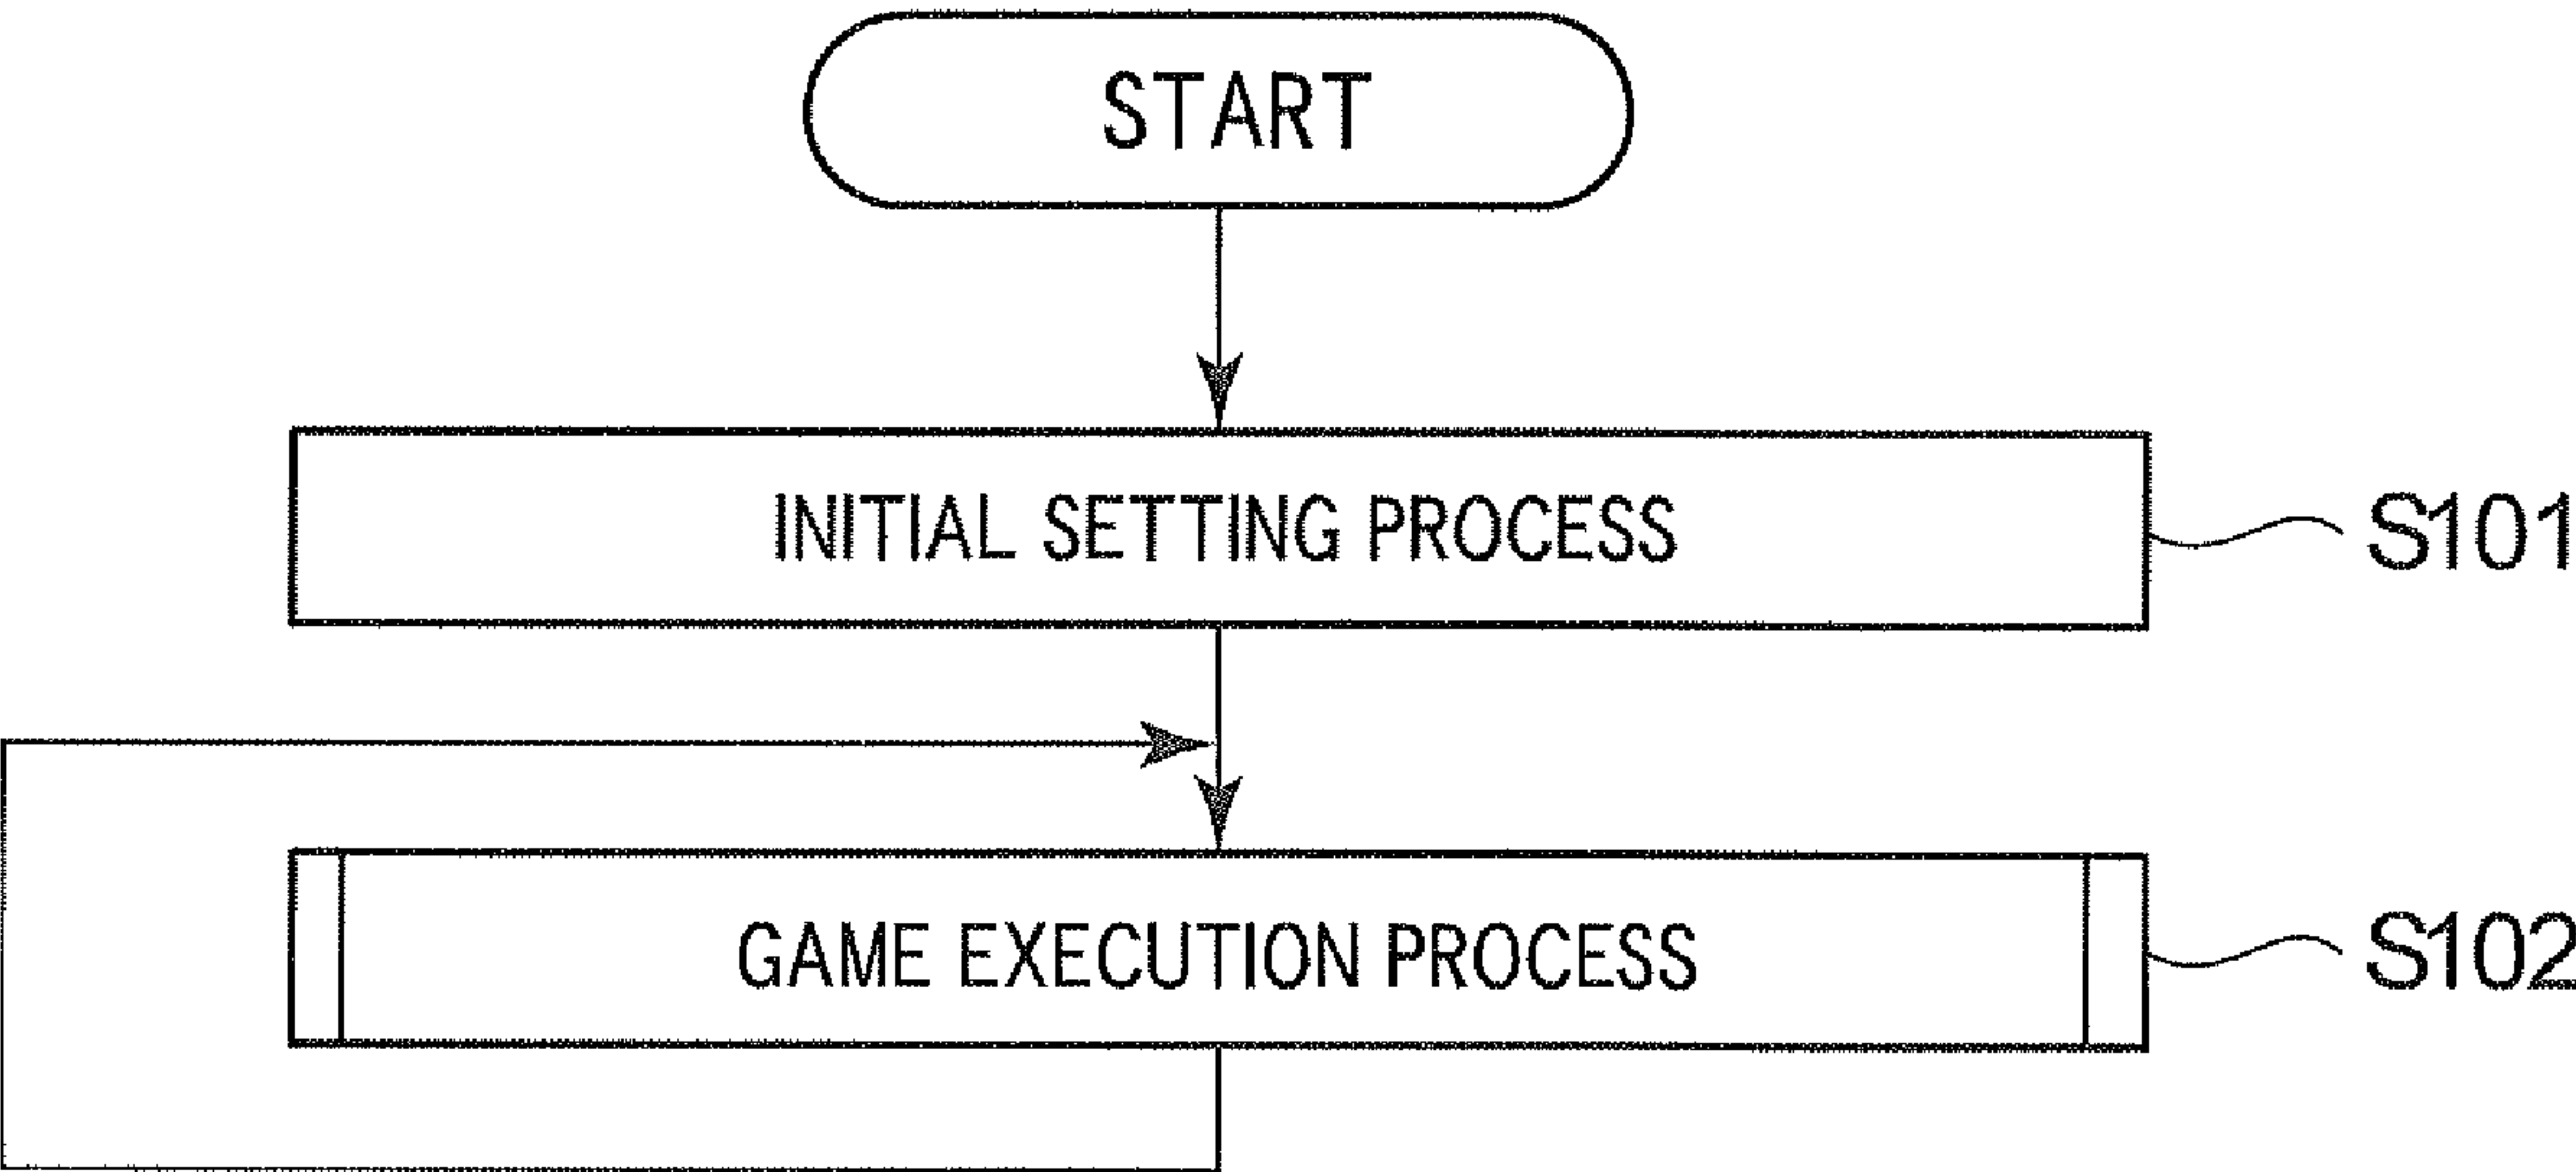 START
INITIAL SETTING PROCESS
S101
GAME EXECUTION PROCESS
S102